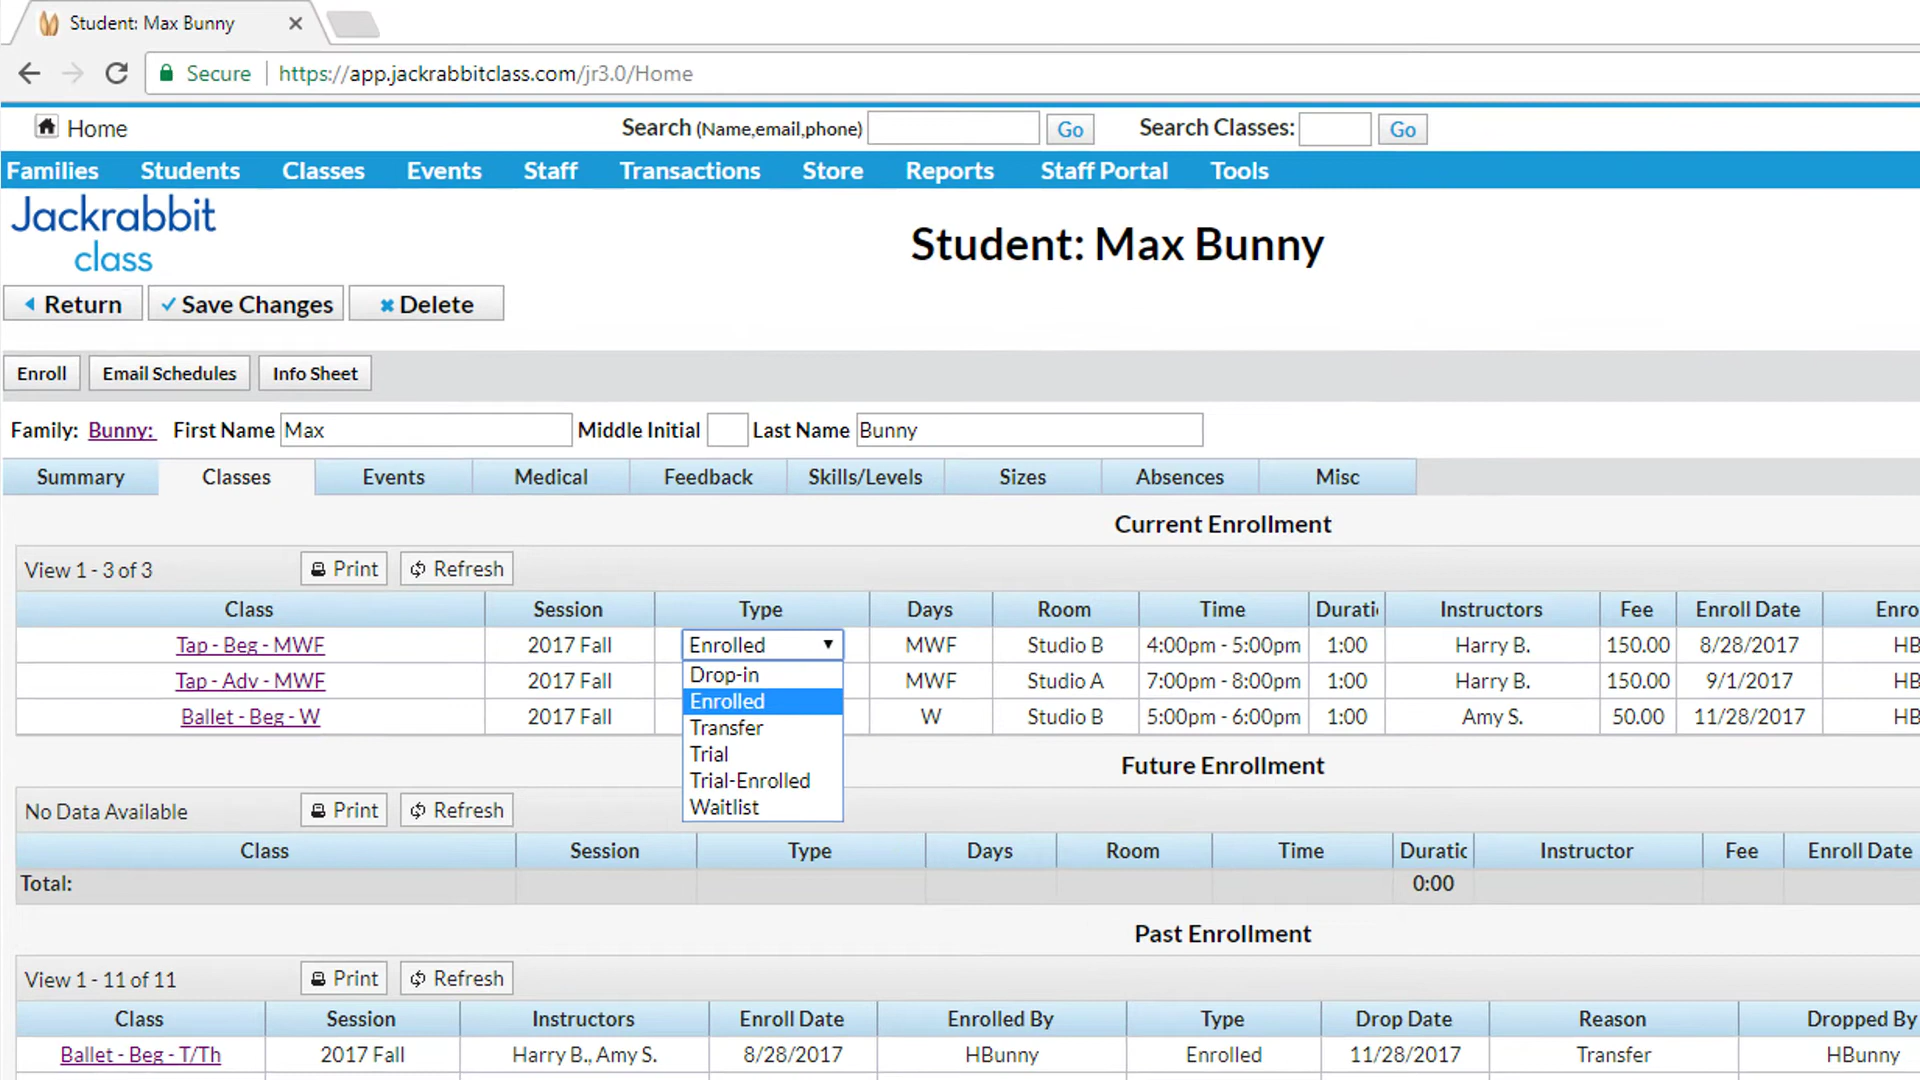 Student: Max Bunny
Secure https://app.jackrabbitclass.com/jr3.0/Home
Home Search (Name,email,phone) Go Search Classes: Go
Families Students Classes Events Staff Transactions Store Reports Staff Portal Tools
Jackrabbit
class
Student: Max Bunny
Return Save Changes Delete
Enroll Email Schedules Info Sheet
Family: Bunny: First Name Max Middle Initial Last Name Bunny
Summary Classes Events Medical Feedback Skills/Levels Sizes Absences Misc
Current Enrollment
View 1 - 3 of 3 Print Refresh
Class Session Type Days Room Time Durati Instructors Fee Enroll Date Enro
Tap - Beg - MWF 2017 Fall Enrolled MWF Studio B 4:00pm - 5:00pm 1:00 Harry B. 150.00 8/28/2017 HB
Tap - Adv - MWF 2017 Fall MWF Studio A 7:00pm - 8:00pm 1:00 Harry B. 150.00 9/1/2017 HB
Ballet - Beg - W 2017 Fall W Studio B 5:00pm - 6:00pm 1:00 Amy S. 50.00 11/28/2017 HB
Drop-in
Enrolled
Transfer
Trial
Trial-Enrolled
Waitlist
Future Enrollment
No Data Available Print Refresh
Class Session Type Days Room Time Duratic Instructor Fee Enroll Date
Total: 0:00
Past Enrollment
View 1 - 11 of 11 Print Refresh
Class Session Instructors Enroll Date Enrolled By Type Drop Date Reason Dropped By
Ballet - Beg - T/Th 2017 Fall Harry B., Amy S. 8/28/2017 HBunny Enrolled 11/28/2017 Transfer HBunny